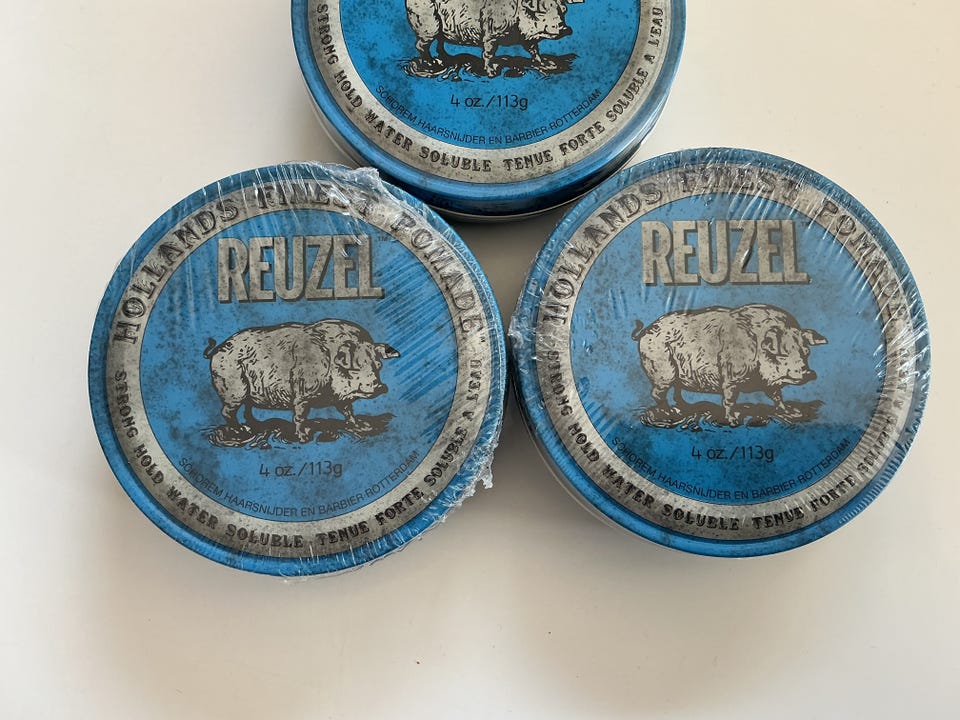 STRONG HOLD WATER SOLUBLE TENUE FORTE SOLUBLE A L'EAU
4 oz./113g
SCHOREM HAARSNIJDER EN BARBIER ROTTERDAM
HOLLANDS FINEST POMADE
REUZEL
4 oz./113g
SCHOREM HAARSNIJDER EN BARBIER ROTTERDAM
STRONG HOLD WATER SOLUBLE TENUE FORTE SOLUBLE A L'EAU
HOLLANDS FINEST POMADE
REUZEL
4 oz./113g
SCHOREM HAARSNIJDER EN BARBIER ROTTERDAM
STRONG HOLD WATER SOLUBLE TENUE FORTE SOLUBLE